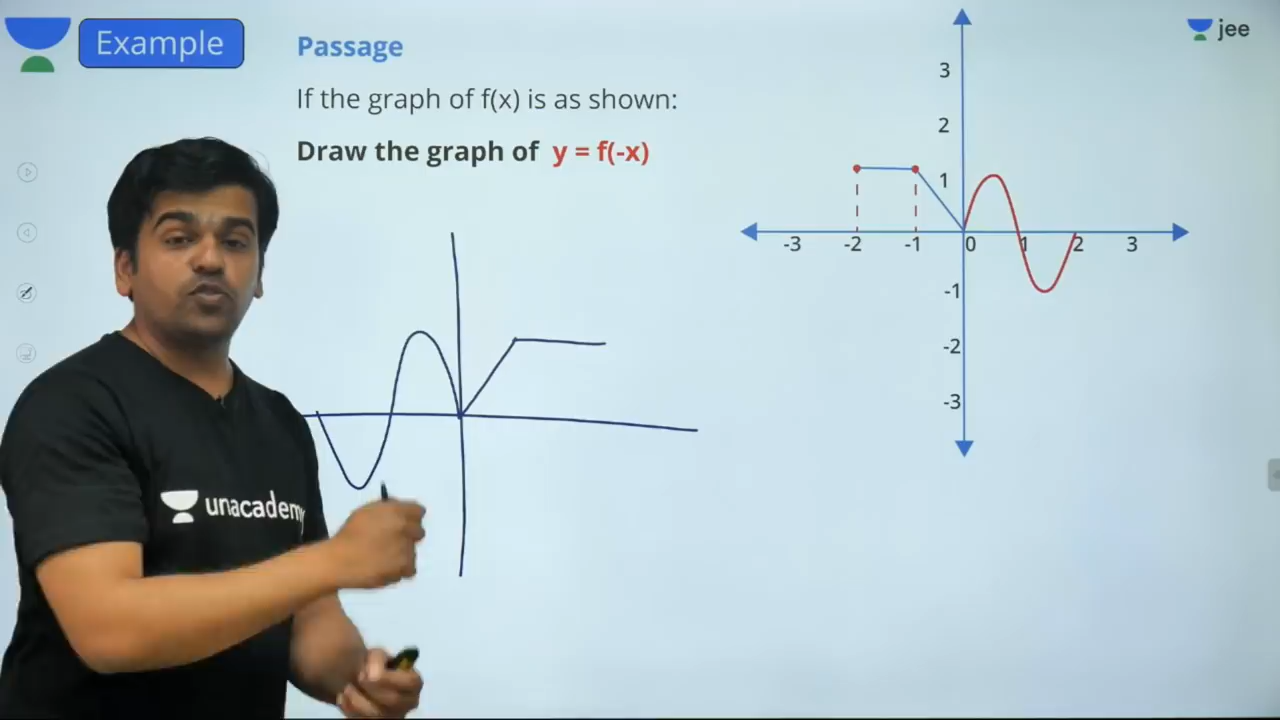 Example
Passage
jee
If the graph of f(x) is as shown:
Draw the graph of y = f(-x)
3
2
1
-3 -2 -1 0 1 2 3
-1
-2
-3
unacademy